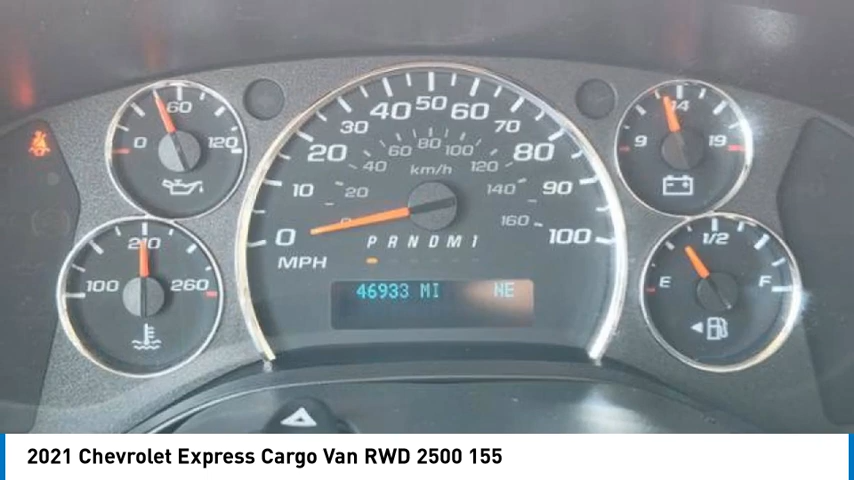 60
0 120
210
100 260
40 50 60
30 70
20 80
10 90
0 100
60 80 100
40 120
20 140
0 160
km/h
PRNDM1
MPH
46933 MI NE
14
9 19
1/2
E F
2021 Chevrolet Express Cargo Van RWD 2500 155